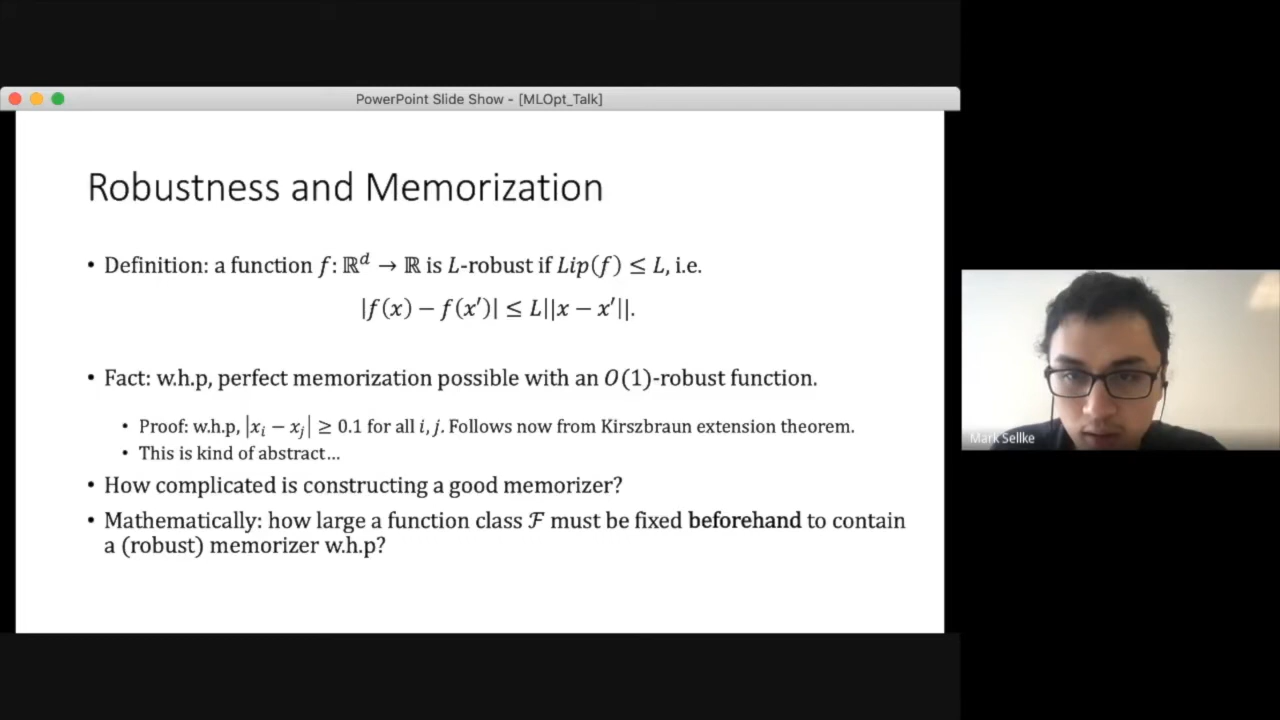 PowerPoint Slide Show - [MLOpt_Talk]
Robustness and Memorization
• Definition: a function f: ℝᵈ → ℝ is L-robust if Lip(f) ≤ L, i.e.
|f(x) − f(x′)| ≤ L||x − x′||.
• Fact: w.h.p, perfect memorization possible with an O(1)-robust function.
• Proof: w.h.p, |xᵢ − xⱼ| ≥ 0.1 for all i, j. Follows now from Kirszbraun extension theorem.
• This is kind of abstract...
• How complicated is constructing a good memorizer?
• Mathematically: how large a function class ℱ must be fixed beforehand to contain
a (robust) memorizer w.h.p?
Mark Sellke